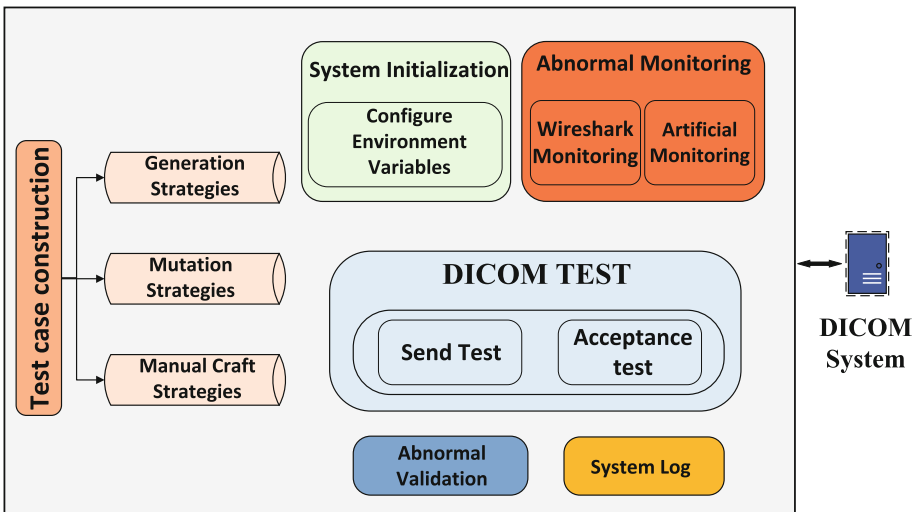 Test case construction
Generation
Strategies
Mutation
Strategies
Manual Craft
Strategies
System Initialization
Configure
Environment
Variables
Abnormal Monitoring
Wireshark
Monitoring
Artificial
Monitoring
DICOM TEST
Send Test
Acceptance
test
Abnormal
Validation
System Log
DICOM
System